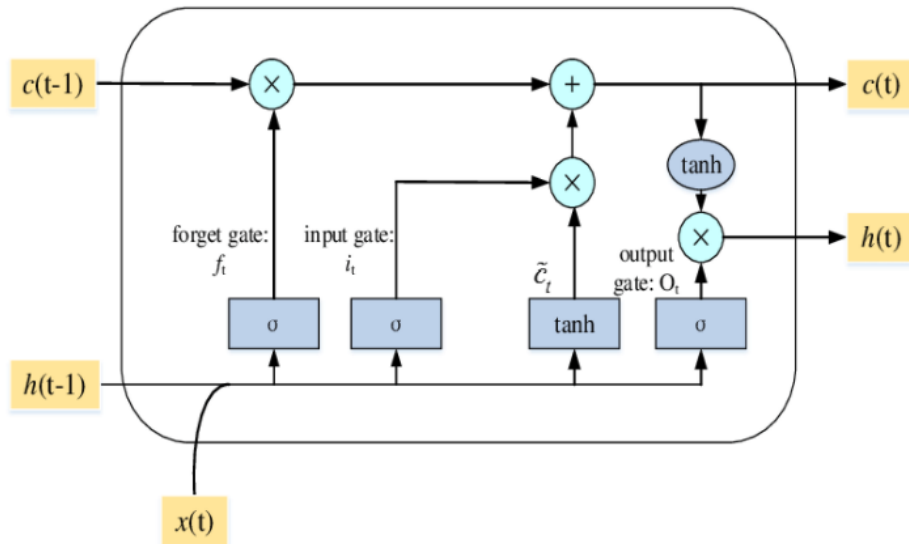 c(t-1)
×
+
c(t)
tanh
×
forget gate:
fₜ
input gate:
iₜ
c̃ₜ
output
gate: Oₜ
×
h(t)
σ
σ
tanh
σ
h(t-1)
x(t)